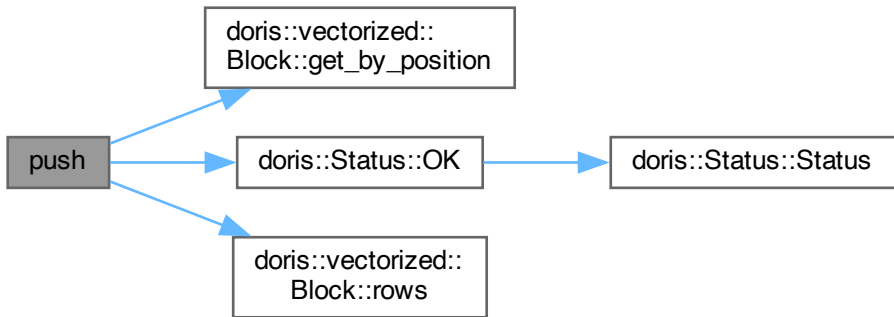 doris::vectorized::
Block::get_by_position
push
doris::Status::OK
doris::Status::Status
doris::vectorized::
Block::rows